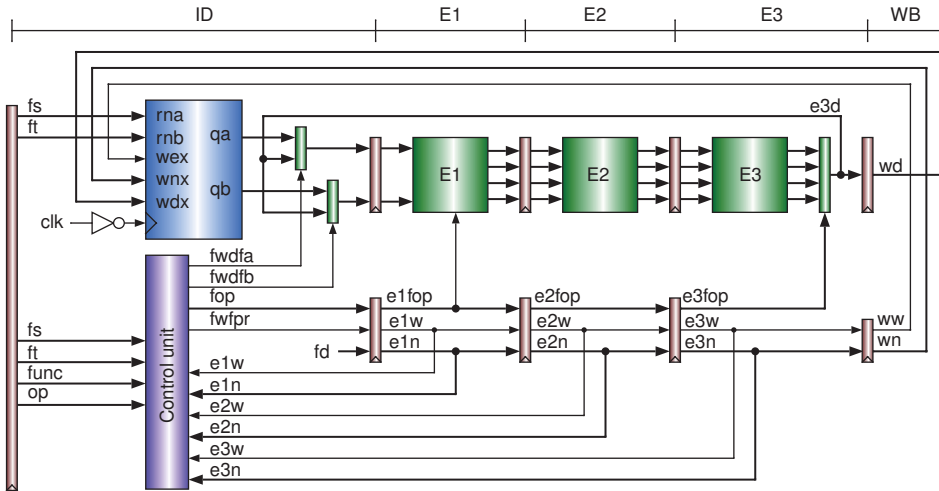 ID E1 E2 E3 WB
e3d
fs rna qa
ft rnb
wex
wnx qb
wdx
E1 E2 E3 wd
clk
fwdfa
fwdfb
fop e1fop e2fop e3fop
fwfpr e1w e2w e3w ww
fs fd e1n e2n e3n wn
ft e1w
func e1n
op e2w
e2n
e3w
e3n
Control unit